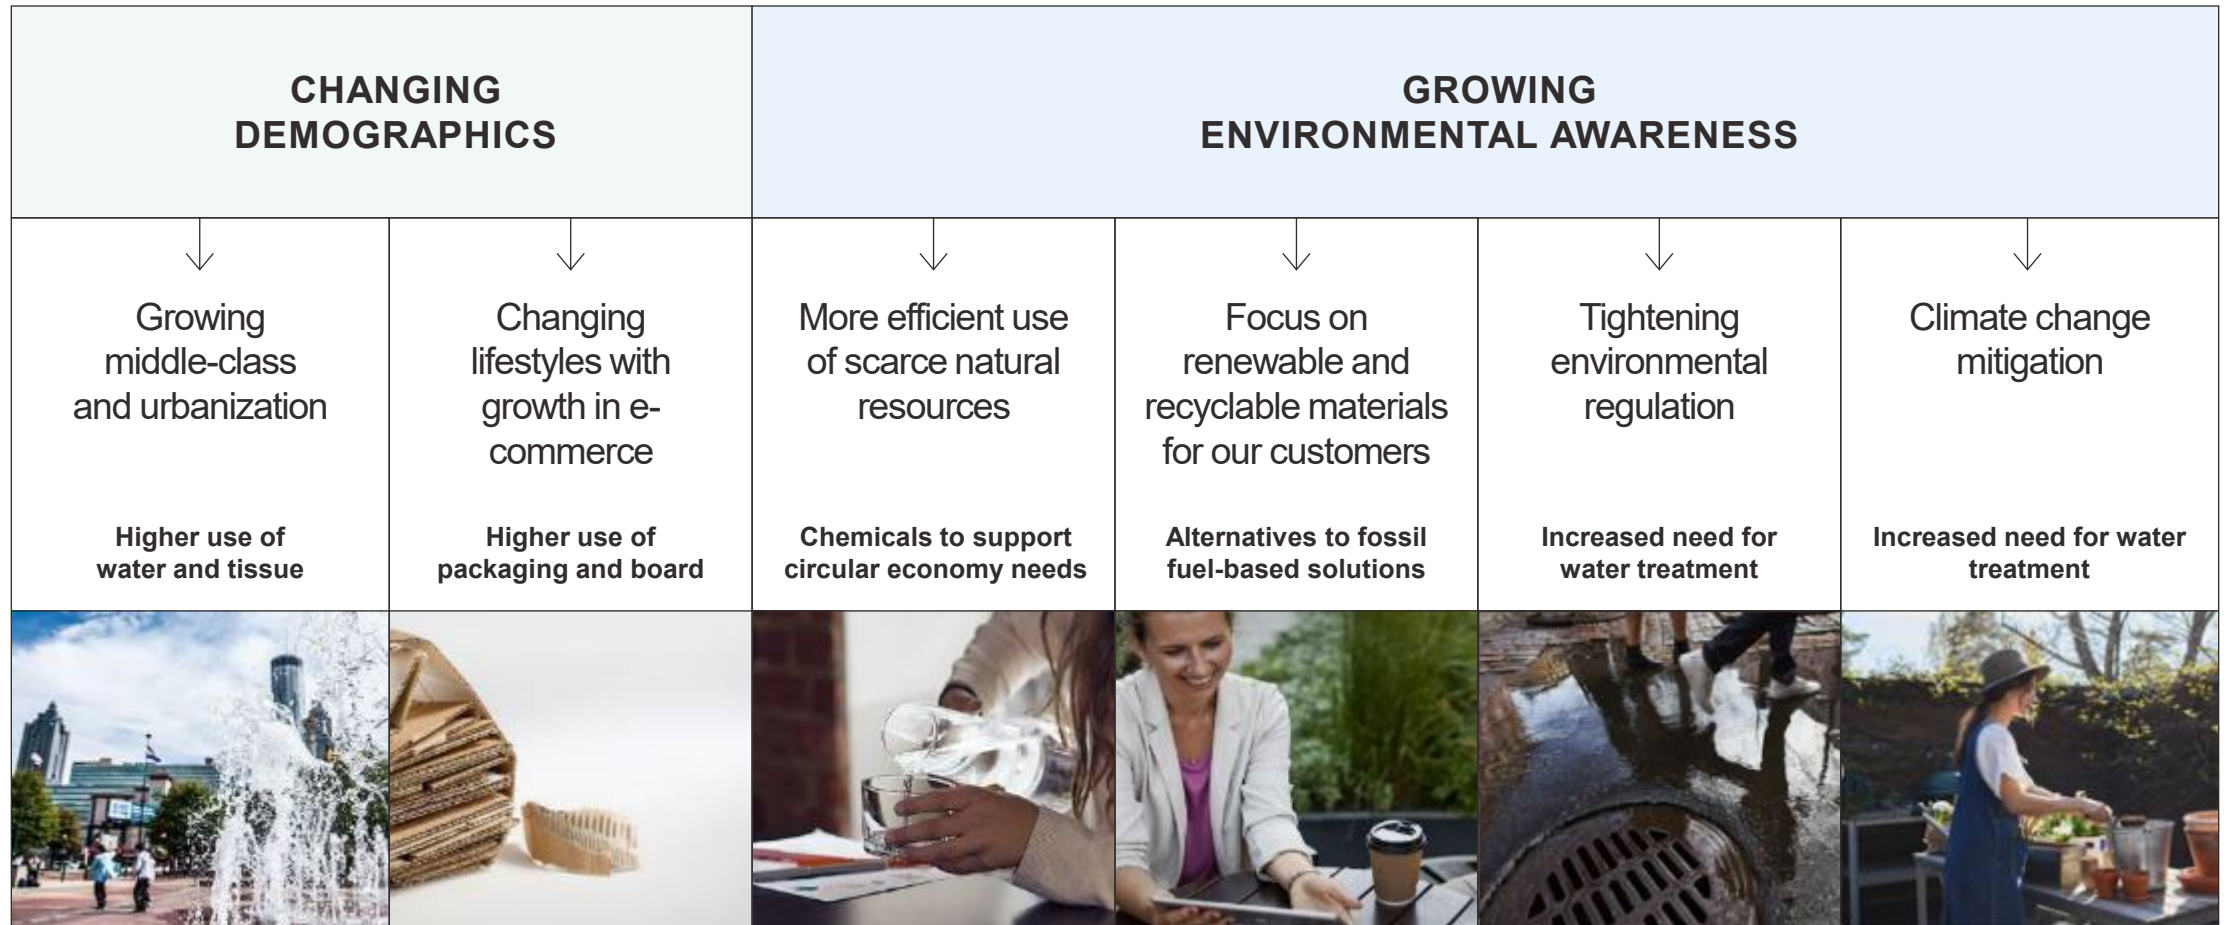 CHANGING
DEMOGRAPHICS
GROWING
ENVIRONMENTAL AWARENESS
Growing
middle-class
and urbanization
Higher use of
water and tissue
Changing
lifestyles with
growth in e-
commerce
Higher use of
packaging and board
More efficient use
of scarce natural
resources
Chemicals to support
circular economy needs
Focus on
renewable and
recyclable materials
for our customers
Alternatives to fossil
fuel-based solutions
Tightening
environmental
regulation
Increased need for
water treatment
Climate change
mitigation
Increased need for water
treatment